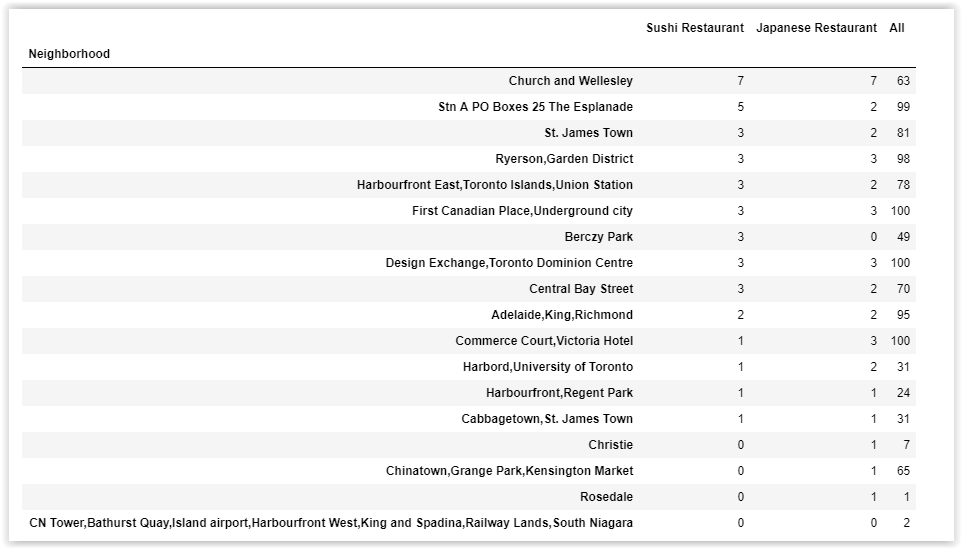 Sushi Restaurant Japanese Restaurant All
Neighborhood
Church and Wellesley 7 7 63
Stn A PO Boxes 25 The Esplanade 5 2 99
St. James Town 3 2 81
Ryerson,Garden District 3 3 98
Harbourfront East,Toronto Islands,Union Station 3 2 78
First Canadian Place,Underground city 3 3 100
Berczy Park 3 0 49
Design Exchange,Toronto Dominion Centre 3 3 100
Central Bay Street 3 2 70
Adelaide,King,Richmond 2 2 95
Commerce Court,Victoria Hotel 1 3 100
Harbord,University of Toronto 1 2 31
Harbourfront,Regent Park 1 1 24
Cabbagetown,St. James Town 1 1 31
Christie 0 1 7
Chinatown,Grange Park,Kensington Market 0 1 65
Rosedale 0 1 1
CN Tower,Bathurst Quay,Island airport,Harbourfront West,King and Spadina,Railway Lands,South Niagara 0 0 2